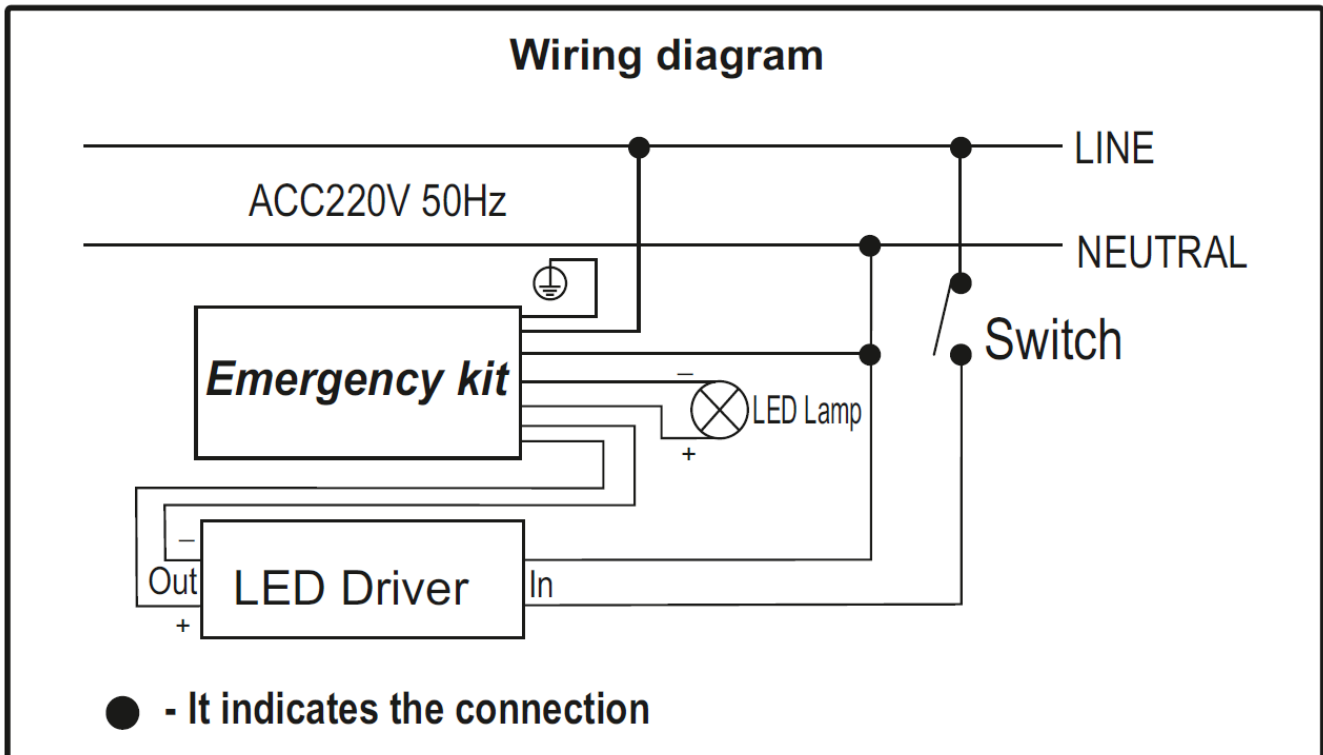 Wiring diagram
LINE
ACC220V 50Hz
NEUTRAL
Switch
Emergency kit
–
LED Lamp
+
–
Out
LED Driver
In
+
- It indicates the connection